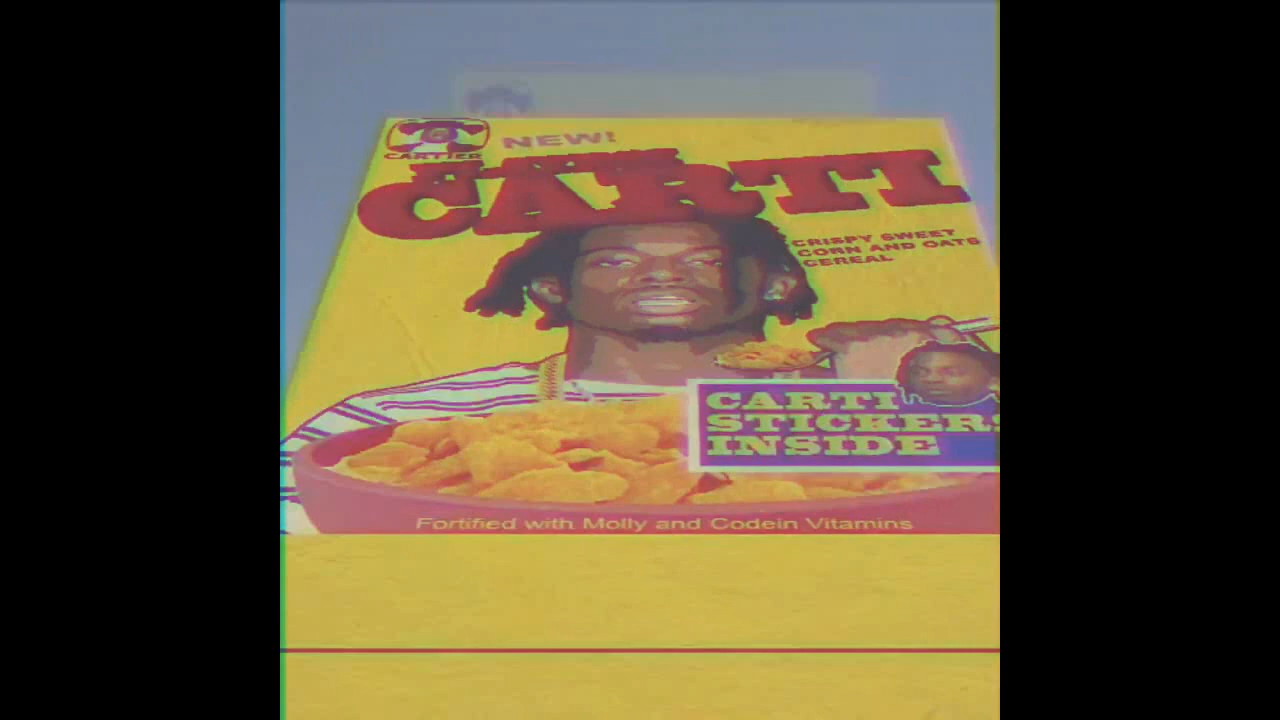 CARTIER
NEW!
CARTI
CRISPY SWEET
CORN AND OATS
CEREAL
CARTI
STICKERS
INSIDE
Fortified with Molly and Codein Vitamins